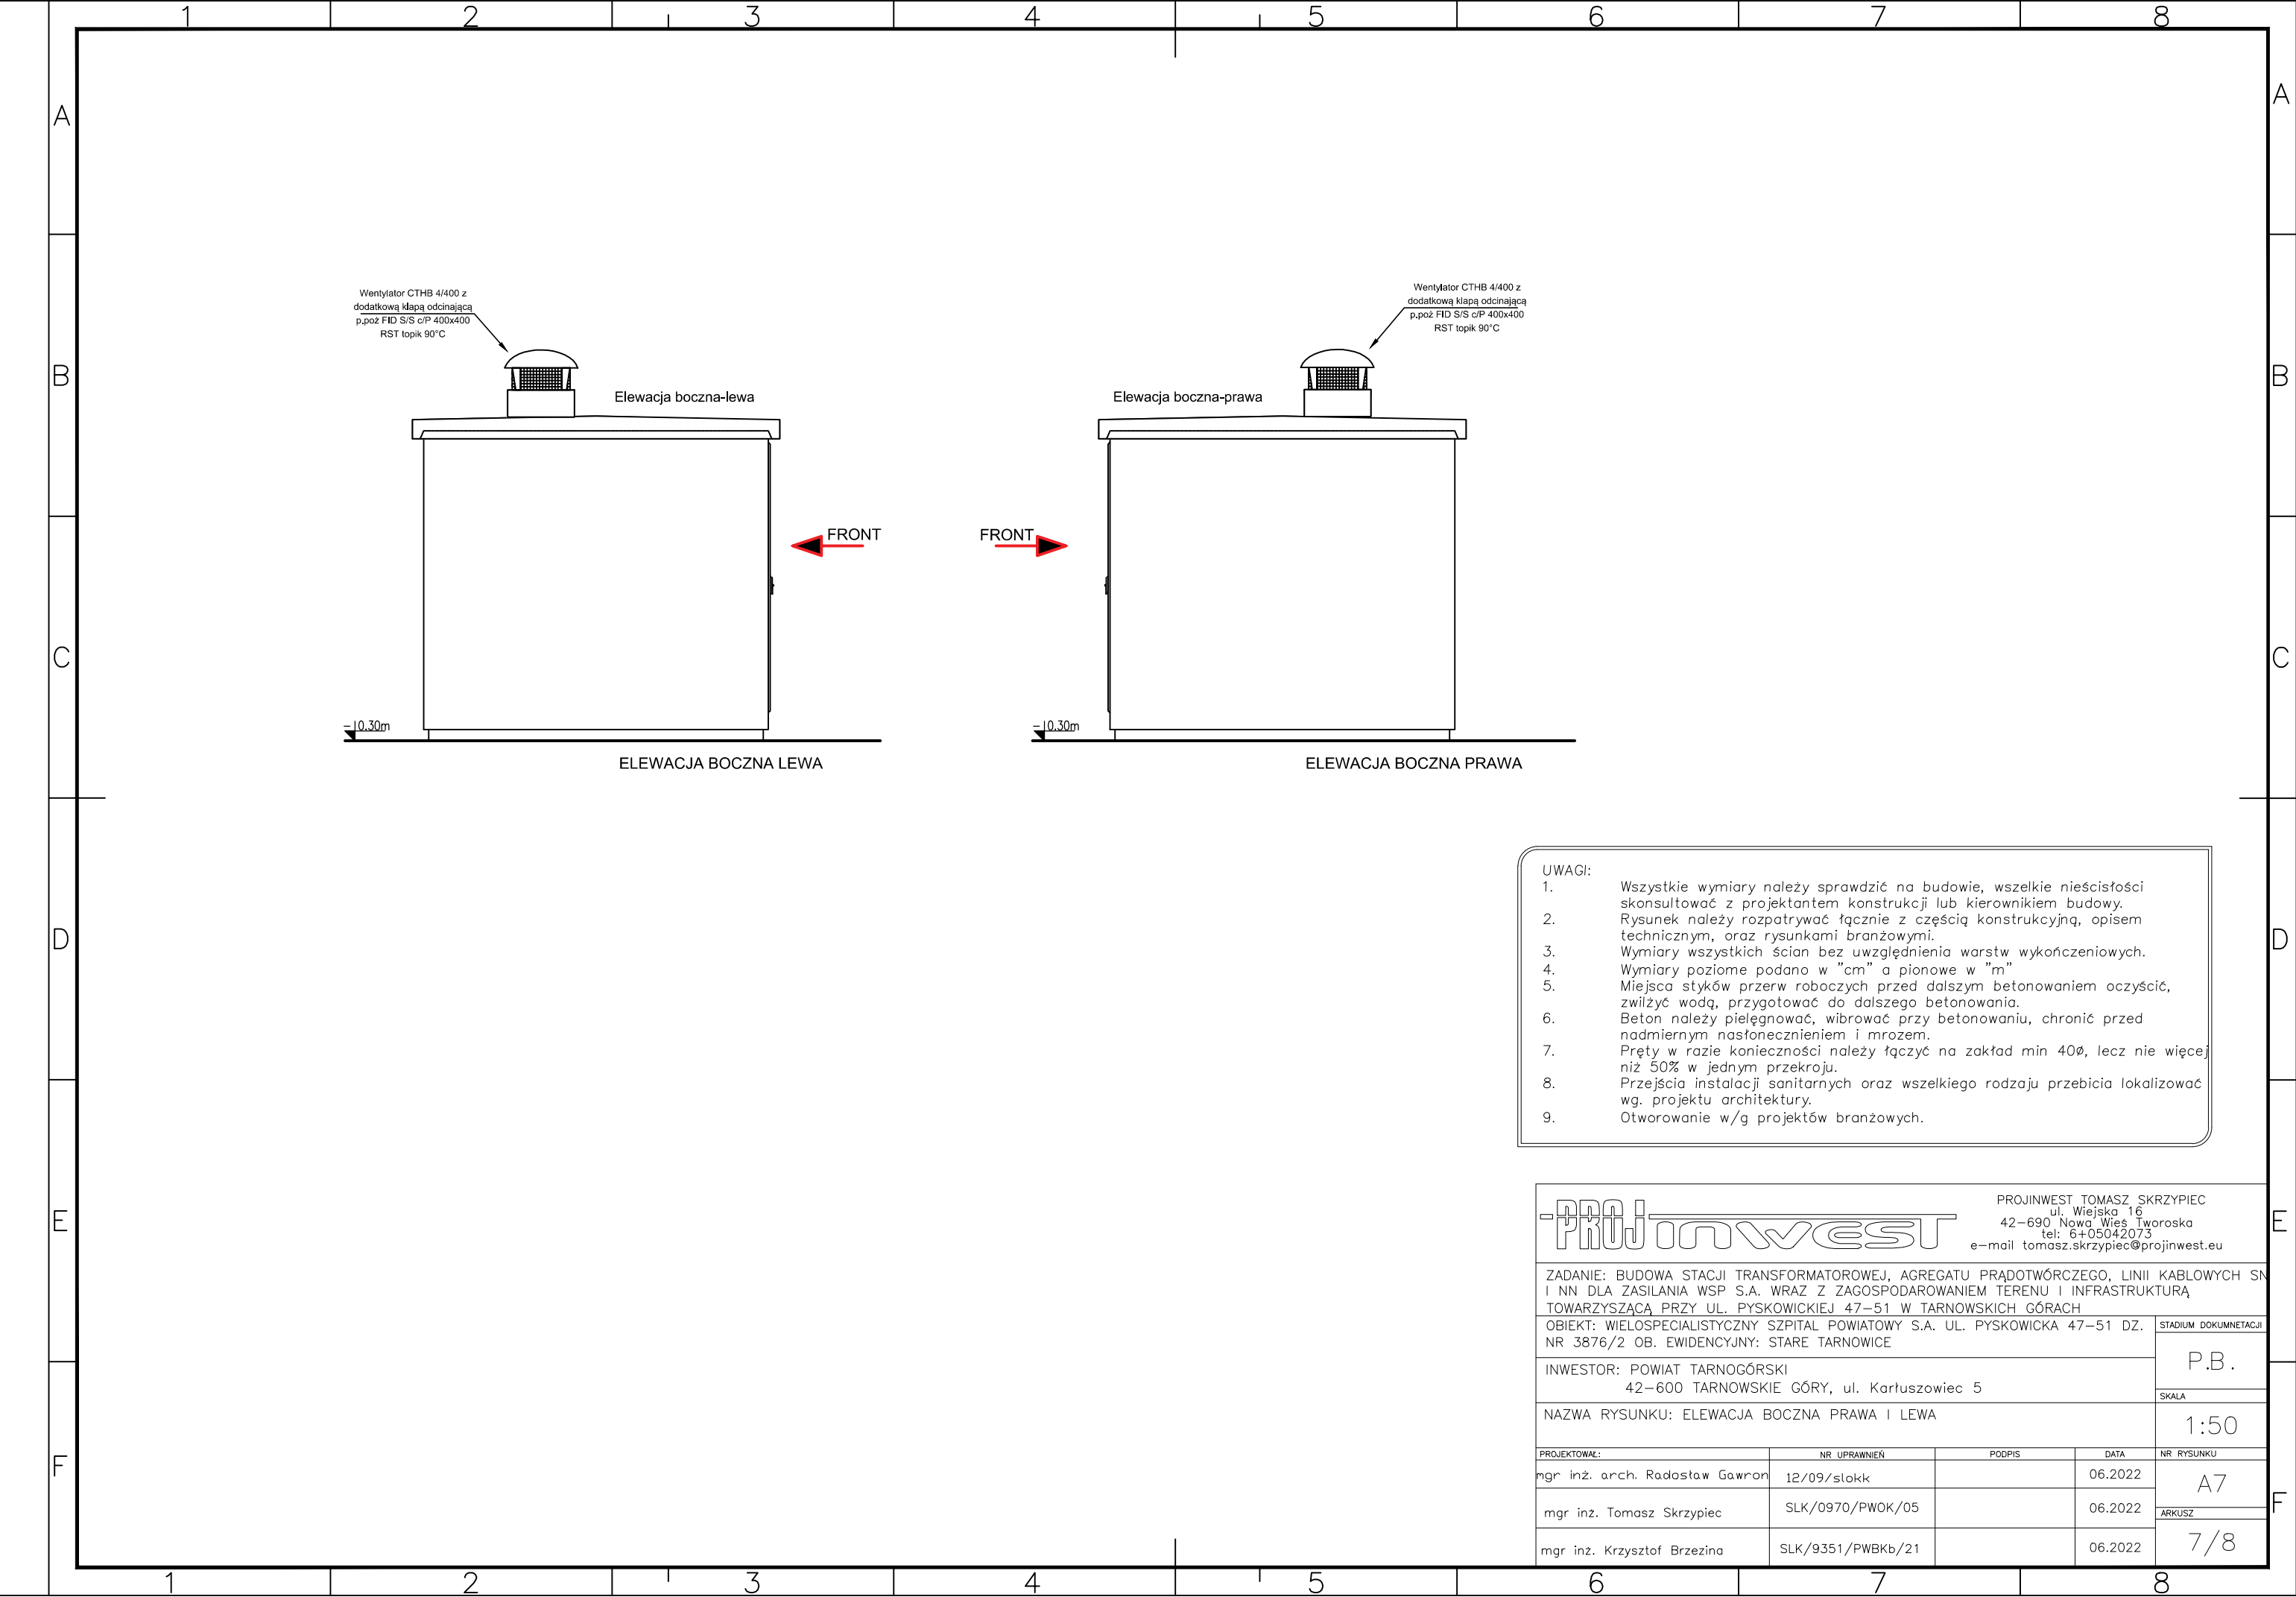 1 2 3 4 5 6 7 8
A A
B B
C C
D D
E E
F F
Wentylator CTHB 4/400 z
dodatkową klapą odcinającą
p.poż FID S/S c/P 400x400
RST topik 90°C
Elewacja boczna-lewa
FRONT
-10.30m
ELEWACJA BOCZNA LEWA
Wentylator CTHB 4/400 z
dodatkową klapą odcinającą
p.poż FID S/S c/P 400x400
RST topik 90°C
Elewacja boczna-prawa
FRONT
-10.30m
ELEWACJA BOCZNA PRAWA
UWAGI:
1. Wszystkie wymiary należy sprawdzić na budowie, wszelkie nieścisłości
skonsultować z projektantem konstrukcji lub kierownikiem budowy.
2. Rysunek należy rozpatrywać łącznie z częścią konstrukcyjną, opisem
technicznym, oraz rysunkami branżowymi.
3. Wymiary wszystkich ścian bez uwzględnienia warstw wykończeniowych.
4. Wymiary poziome podano w "cm" a pionowe w "m"
5. Miejsca styków przerw roboczych przed dalszym betonowaniem oczyścić,
zwilżyć wodą, przygotować do dalszego betonowania.
6. Beton należy pielęgnować, wibrować przy betonowaniu, chronić przed
nadmiernym nasłonecznieniem i mrozem.
7. Pręty w razie konieczności należy łączyć na zakład min 40ø, lecz nie więcej
niż 50% w jednym przekroju.
8. Przejścia instalacji sanitarnych oraz wszelkiego rodzaju przebicia lokalizować
wg. projektu architektury.
9. Otworowanie w/g projektów branżowych.
PROJ inwest
PROJINWEST TOMASZ SKRZYPIEC
ul. Wiejska 16
42-690 Nowa Wieś Tworoska
tel: 6+05042073
e-mail tomasz.skrzypiec@projinwest.eu
ZADANIE: BUDOWA STACJI TRANSFORMATOROWEJ, AGREGATU PRĄDOTWÓRCZEGO, LINII KABLOWYCH SN
I NN DLA ZASILANIA WSP S.A. WRAZ Z ZAGOSPODAROWANIEM TERENU I INFRASTRUKTURĄ
TOWARZYSZĄCĄ PRZY UL. PYSKOWICKIEJ 47-51 W TARNOWSKICH GÓRACH
OBIEKT: WIELOSPECIALISTYCZNY SZPITAL POWIATOWY S.A. UL. PYSKOWICKA 47-51 DZ.
NR 3876/2 OB. EWIDENCYJNY: STARE TARNOWICE
STADIUM DOKUMNETACJI
P.B.
INWESTOR: POWIAT TARNOGÓRSKI
42-600 TARNOWSKIE GÓRY, ul. Karłuszowiec 5
SKALA
1:50
NAZWA RYSUNKU: ELEWACJA BOCZNA PRAWA I LEWA
PROJEKTOWAŁ: NR UPRAWNIEŃ PODPIS DATA NR RYSUNKU
mgr inż. arch. Radosław Gawron 12/09/slokk 06.2022
A7
mgr inż. Tomasz Skrzypiec SLK/0970/PWOK/05 06.2022
ARKUSZ
7/8
mgr inż. Krzysztof Brzezina SLK/9351/PWBKb/21 06.2022
1 2 3 4 5 6 7 8